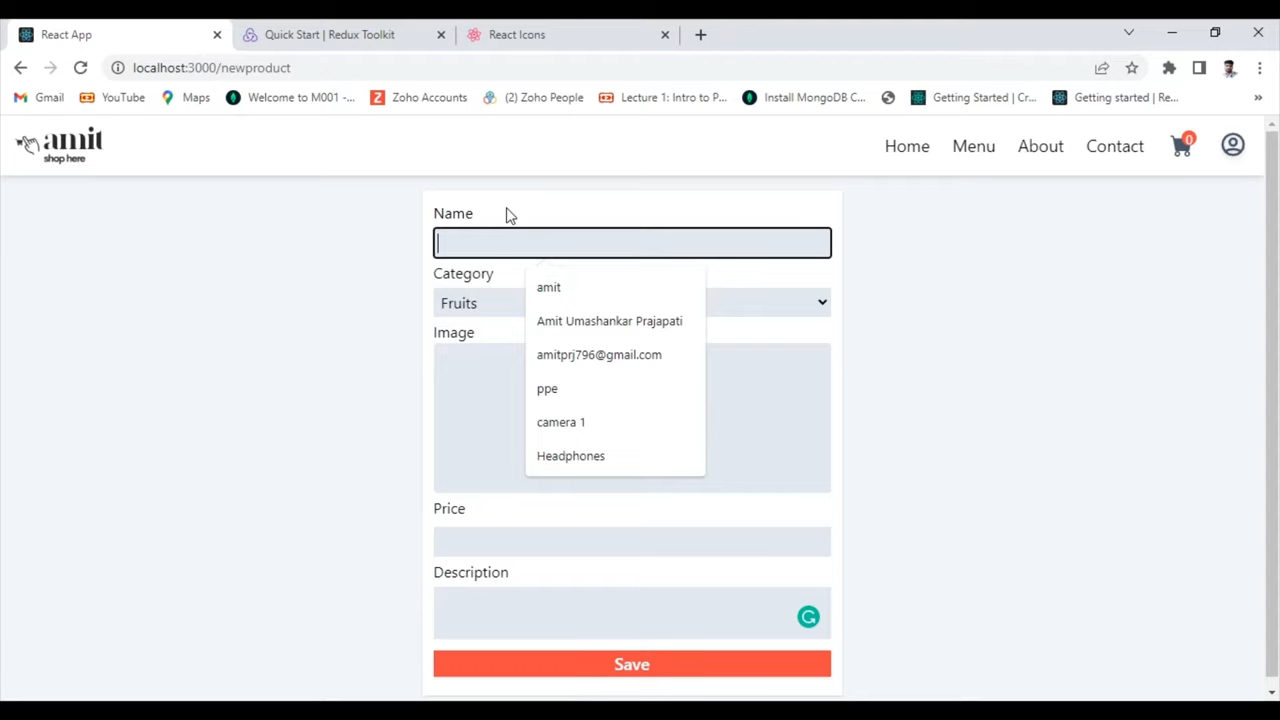 React App
Quick Start | Redux Toolkit
React Icons
localhost:3000/newproduct
Gmail
YouTube
Maps
Welcome to M001 -...
Zoho Accounts
(2) Zoho People
Lecture 1: Intro to P...
Install MongoDB C...
Getting Started | Cr...
Getting started | Re...
amit
shop here
Home
Menu
About
Contact
0
Name
Category
amit
Fruits
Amit Umashankar Prajapati
Image
amitprj796@gmail.com
ppe
camera 1
Headphones
Price
Description
Save